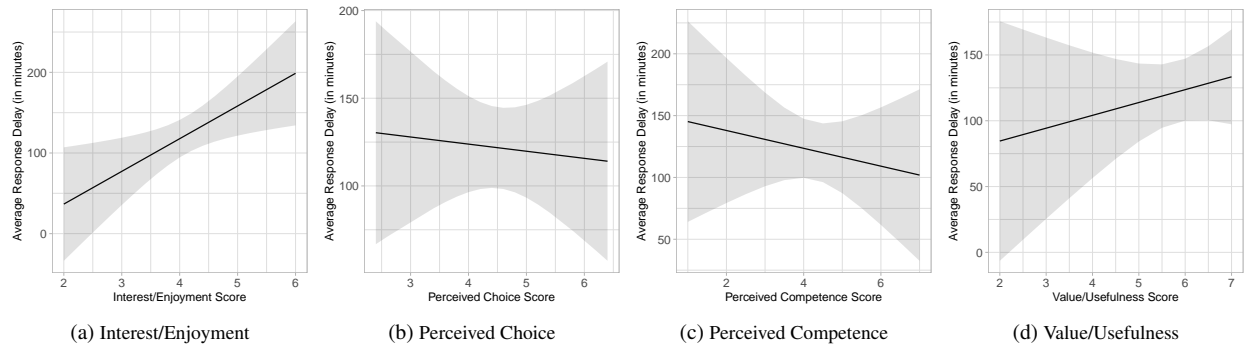 Average Response Delay (in minutes)
200
100
0
2 3 4 5 6
Interest/Enjoyment Score
(a) Interest/Enjoyment
Average Response Delay (in minutes)
200
150
100
3 4 5 6
Perceived Choice Score
(b) Perceived Choice
Average Response Delay (in minutes)
200
150
100
50
2 4 6
Perceived Competence Score
(c) Perceived Competence
Average Response Delay (in minutes)
150
100
50
0
2 3 4 5 6 7
Value/Usefulness Score
(d) Value/Usefulness